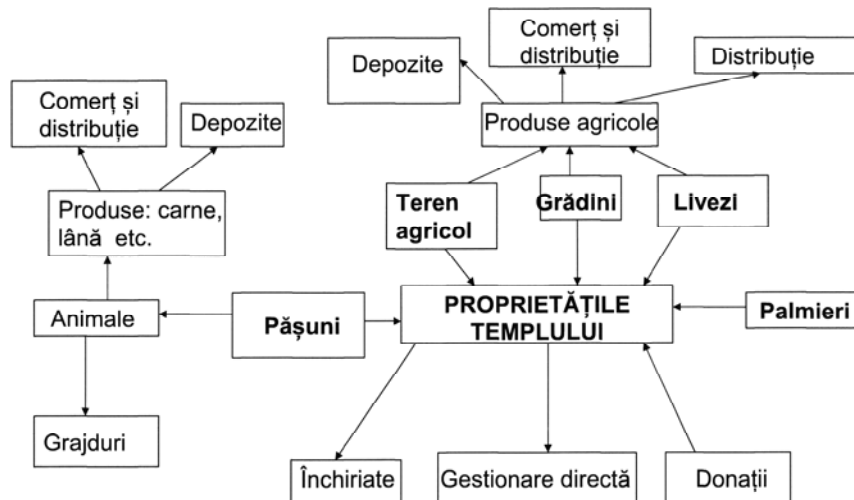 Comerț și
distribuție
Depozite
Distribuție
Comerț și
distribuție
Depozite
Produse agricole
Produse: carne,
lână etc.
Teren
agricol
Grădini
Livezi
Animale
Pășuni
PROPRIETĂȚILE
TEMPLULUI
Palmieri
Grajduri
Închiriate
Gestionare directă
Donații